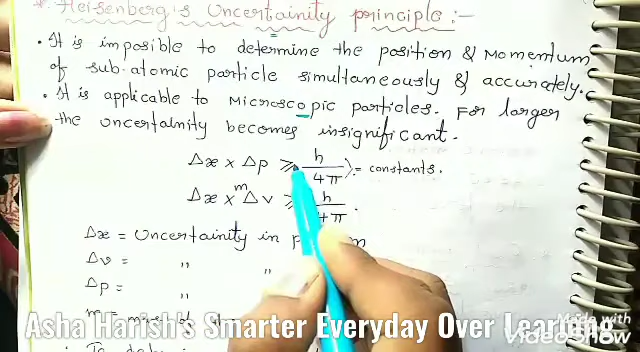 Heisenberg's Uncertainity principle:-
• It is imposible to determine the position & Momentum
of sub-atomic particle simultaneously & accurately.
• It is applicable to Microscopic particles. For larger
the uncertainity becomes insignificant.
Δx × Δp ≥ h/4π = constants.
Δx × mΔv ≥ h/4π.
Δx = Uncertainity in
Δv = " "
Δp = " "
m =
Asha Harish's Smarter Everyday Over Learning
Made with
VideoShow